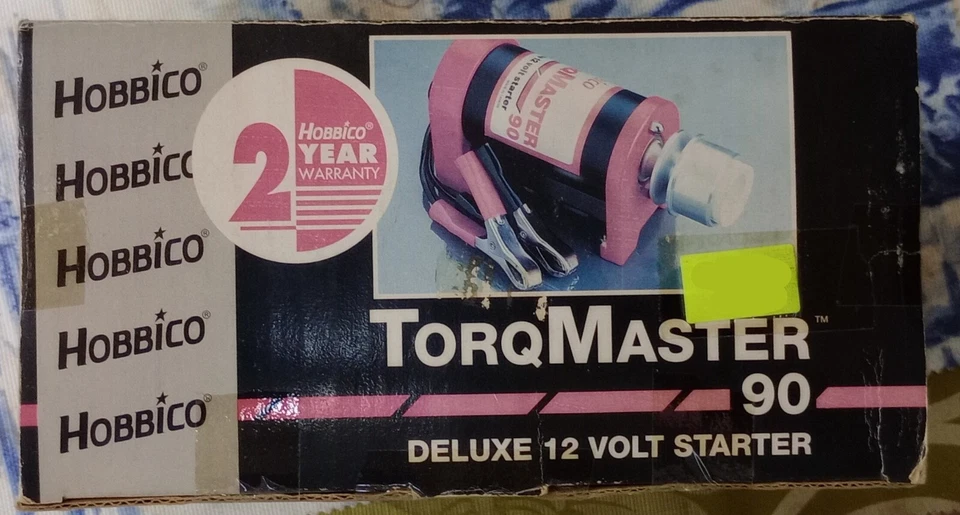 HOBBICO®
HOBBICO
HOBBICO®
HOBBICO®
HOBBICO®
2
HOBBICO®
YEAR
WARRANTY
12 volt starter
TORQMASTER
90
TORQMASTER™
90
DELUXE 12 VOLT STARTER